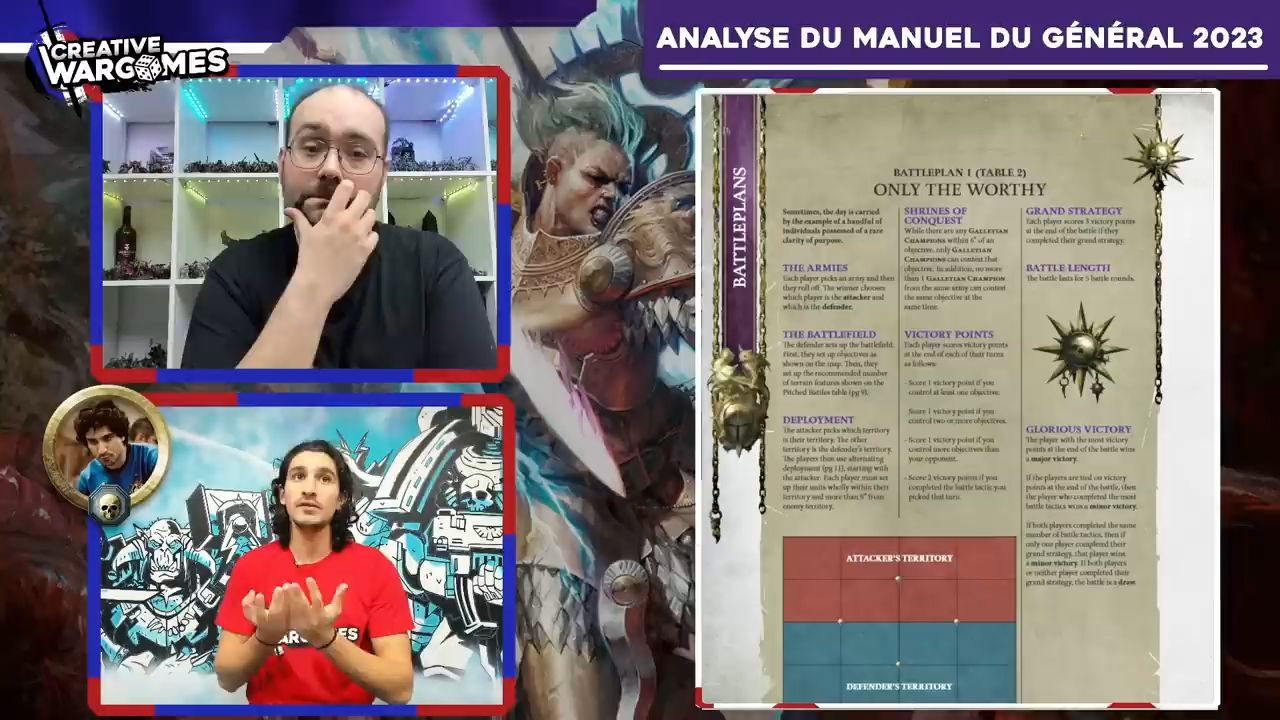 CREATIVE
WARGAMES
ANALYSE DU MANUEL DU GÉNÉRAL 2023
BATTLEPLANS
BATTLEPLAN 1 (TABLE 2)
ONLY THE WORTHY
Sometimes, the day is carried
by the example of a handful of
individuals possessed of a rare
clarity of purpose.
THE ARMIES
Each player picks an army and then
they roll off. The winner chooses
which player is the attacker and
which is the defender.
THE BATTLEFIELD
The defender sets up the battlefield.
First, they set up objectives as
shown on the map. Then, they
set up the recommended number
of terrain features shown on the
Pitched Battles table (pg 9).
DEPLOYMENT
The attacker picks which territory
is their territory. The other
territory is the defender's territory.
The players then use alternating
deployment (pg 11), starting with
the attacker. Each player must set
up their units wholly within their
territory and more than 9" from
enemy territory.
SHRINES OF
CONQUEST
While there are any GALLETIAN
CHAMPIONS within 6" of an
objective, only GALLETIAN
CHAMPIONS can contest that
objective. In addition, no more
than 1 GALLETIAN CHAMPION
from the same army can contest
the same objective at the
same time.
VICTORY POINTS
Each player scores victory points
at the end of each of their turns
as follows:
- Score 1 victory point if you
control at least one objective.
- Score 1 victory point if you
control two or more objectives.
- Score 1 victory point if you
control more objectives than
your opponent.
- Score 2 victory points if you
completed the battle tactic you
picked that turn.
GRAND STRATEGY
Each player scores 3 victory points
at the end of the battle if they
completed their grand strategy.
BATTLE LENGTH
The battle lasts for 5 battle rounds.
GLORIOUS VICTORY
The player with the most victory
points at the end of the battle wins
a major victory.
If the players are tied on victory
points at the end of the battle, then
the player who completed the most
battle tactics wins a minor victory.
If both players completed the same
number of battle tactics, then if
only one player completed their
grand strategy, that player wins
a minor victory. If both players
or neither player completed their
grand strategy, the battle is a draw
ATTACKER'S TERRITORY
DEFENDER'S TERRITORY